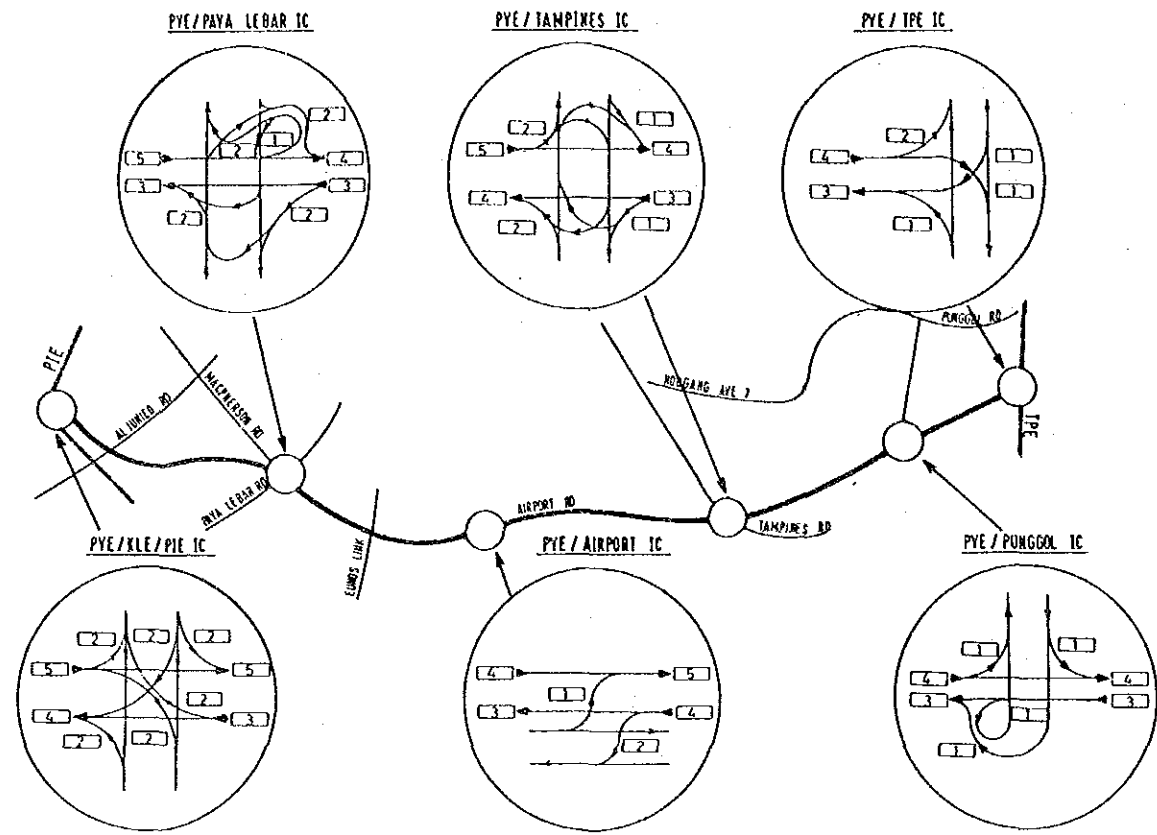 PYE/PAYA LEBAR IC
PYE/TAMPINES IC
PYE/TPE IC
2
2
1
5
4
3
3
2
2
2
1
5
4
4
3
2
1
2
4
1
3
1
1
PIE
ALJUNIED RD
MACPHERSON RD
PAYA LEBAR RD
EUNOS LINK
AIRPORT RD
TAMPINES RD
HOUGANG AVE 7
PUNGGOL RD
TPE
PYE/KLE/PIE IC
PYE/AIRPORT IC
PYE/PUNGGOL IC
2
2
2
5
5
2
4
3
2
2
4
5
1
3
4
2
1
1
4
4
3
3
1
1